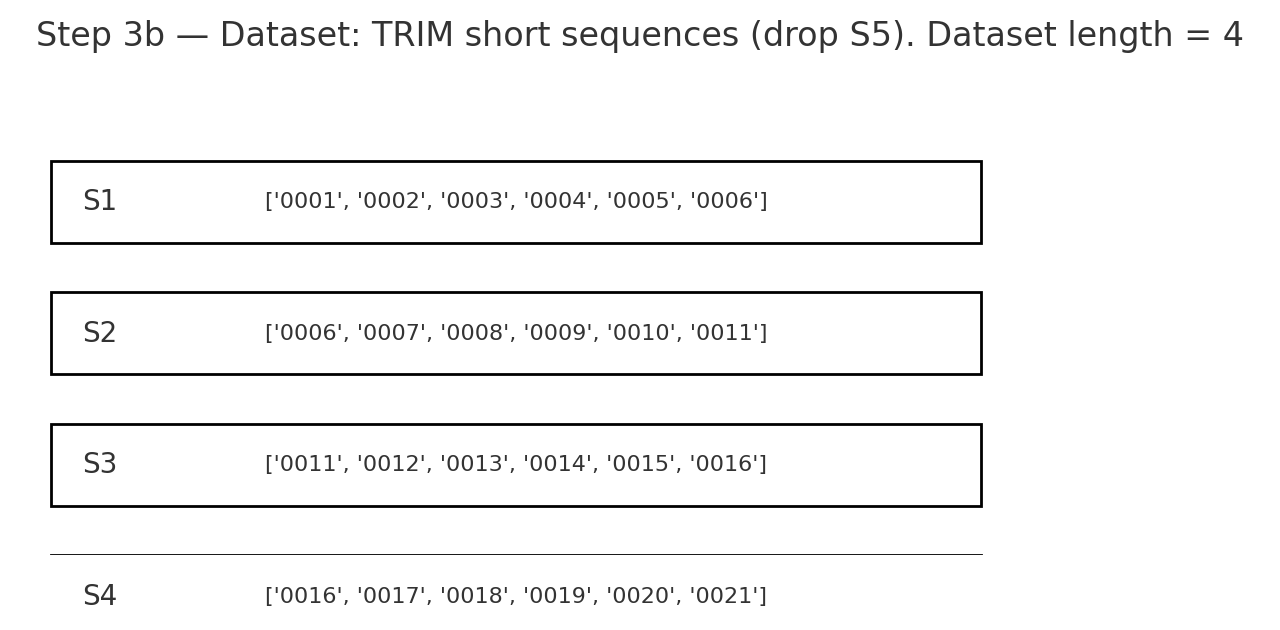 Step 3b — Dataset: TRIM short sequences (drop S5). Dataset length = 4
S1 ['0001', '0002', '0003', '0004', '0005', '0006']
S2 ['0006', '0007', '0008', '0009', '0010', '0011']
S3 ['0011', '0012', '0013', '0014', '0015', '0016']
S4 ['0016', '0017', '0018', '0019', '0020', '0021']